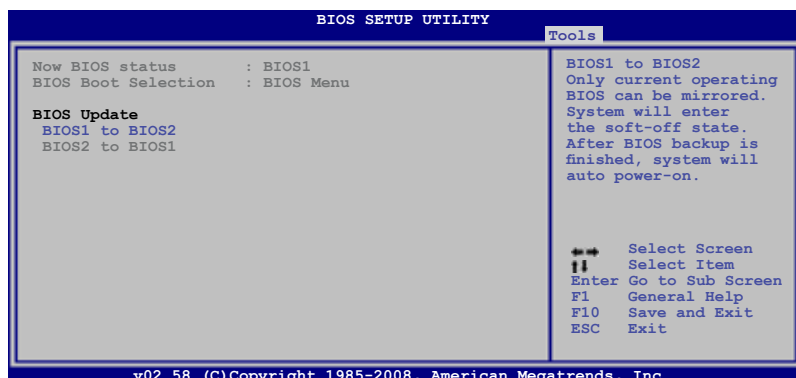 BIOS SETUP UTILITY
Tools
Now BIOS status : BIOS1
BIOS Boot Selection : BIOS Menu
BIOS Update
BIOS1 to BIOS2
BIOS2 to BIOS1
BIOS1 to BIOS2
Only current operating
BIOS can be mirrored.
System will enter
the soft-off state.
After BIOS backup is
finished, system will
auto power-on.
Select Screen
Select Item
Enter Go to Sub Screen
F1 General Help
F10 Save and Exit
ESC Exit
v02.58 (C)Copyright 1985-2008, American Megatrends, Inc.